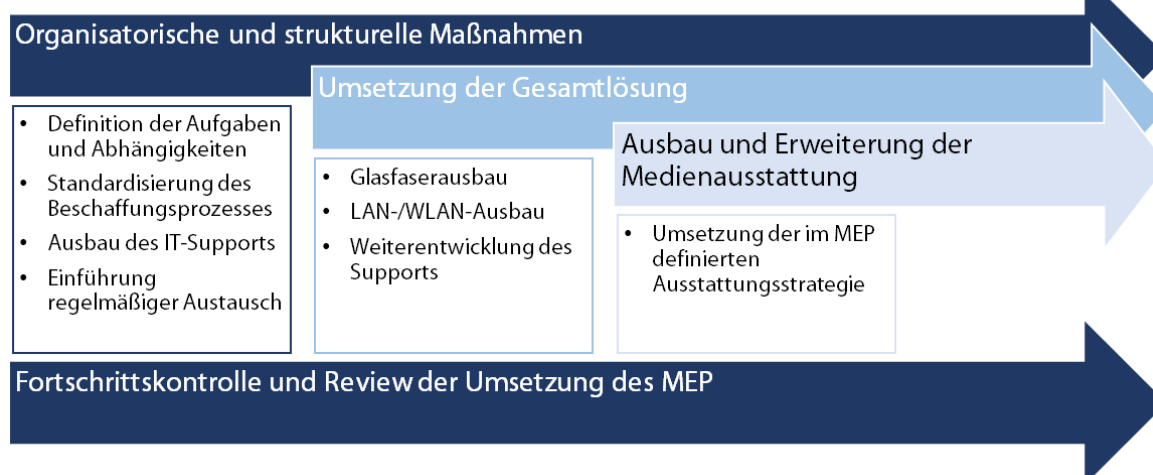 Organisatorische und strukturelle Maßnahmen
Umsetzung der Gesamtlösung
Ausbau und Erweiterung der
Medienausstattung
• Definition der Aufgaben
und Abhängigkeiten
• Standardisierung des
Beschaffungsprozesses
• Ausbau des IT-Supports
• Einführung
regelmäßiger Austausch
• Glasfaserausbau
• LAN-/WLAN-Ausbau
• Weiterentwicklung des
Supports
• Umsetzung der im MEP
definierten
Ausstattungsstrategie
Fortschrittskontrolle und Review der Umsetzung des MEP